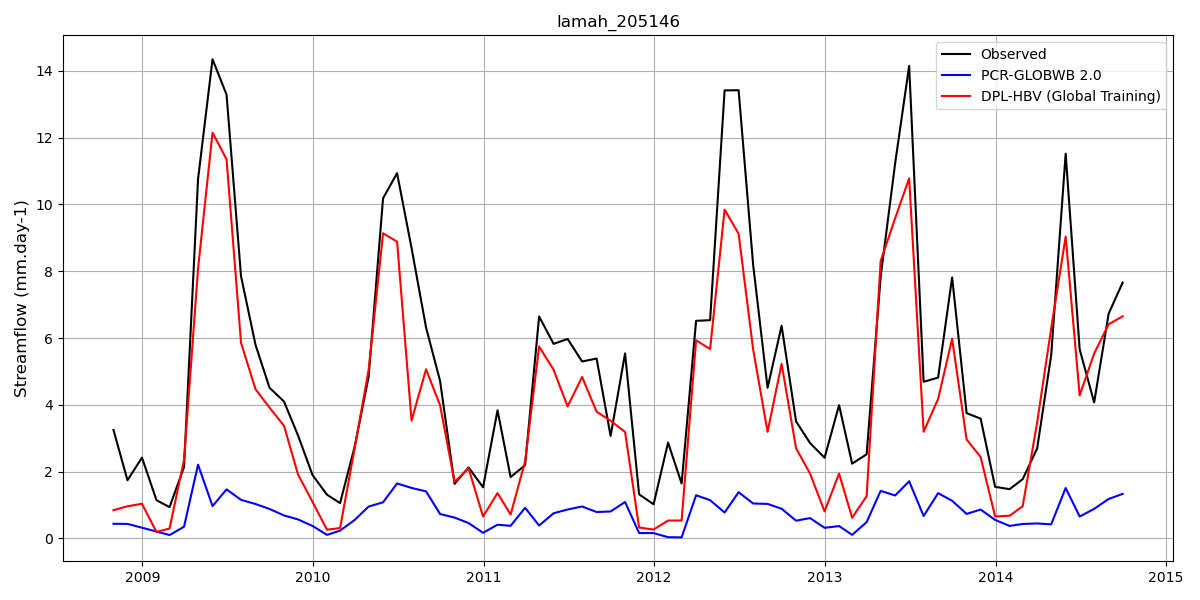 lamah_205146
Observed
PCR-GLOBWB 2.0
DPL-HBV (Global Training)
Streamflow (mm.day-1)
14
12
10
8
6
4
2
0
2009 2010 2011 2012 2013 2014 2015